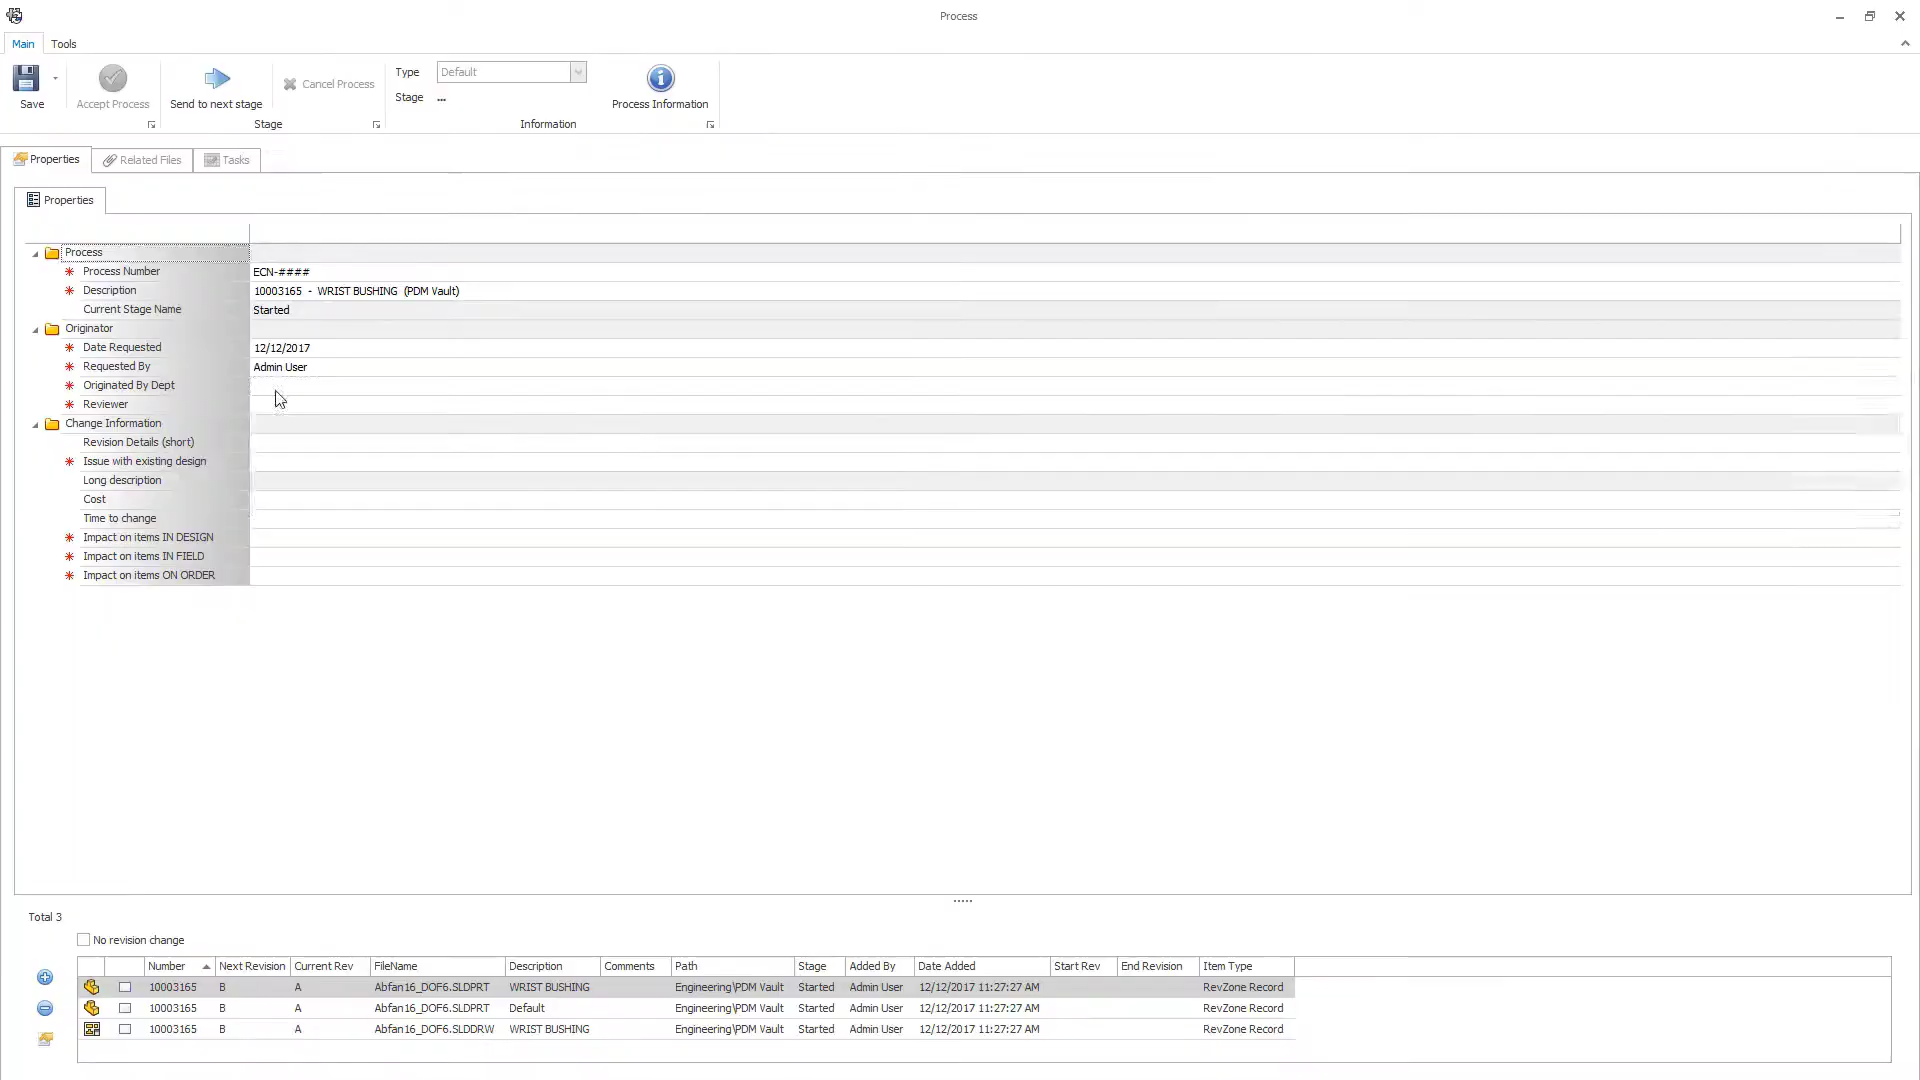 Process
Main Tools
Save
Accept Process
Send to next stage
Cancel Process
Stage
Type Default
Stage ...
Process Information
Information
Properties Related Files Tasks
Properties
Process
Process Number ECN-####
Description 10003165 - WRIST BUSHING (PDM Vault)
Current Stage Name Started
Originator
Date Requested 12/12/2017
Requested By Admin User
Originated By Dept
Reviewer
Change Information
Revision Details (short)
Issue with existing design
Long description
Cost
Time to change
Impact on items IN DESIGN
Impact on items IN FIELD
Impact on items ON ORDER
Total 3
No revision change
Number Next Revision Current Rev FileName Description Comments Path Stage Added By Date Added Start Rev End Revision Item Type
10003165 B A Abfan16_DOF6.SLDPRT WRIST BUSHING Engineering\PDM Vault Started Admin User 12/12/2017 11:27:27 AM RevZone Record
10003165 B A Abfan16_DOF6.SLDPRT Default Engineering\PDM Vault Started Admin User 12/12/2017 11:27:27 AM RevZone Record
10003165 B A Abfan16_DOF6.SLDDRW WRIST BUSHING Engineering\PDM Vault Started Admin User 12/12/2017 11:27:27 AM RevZone Record